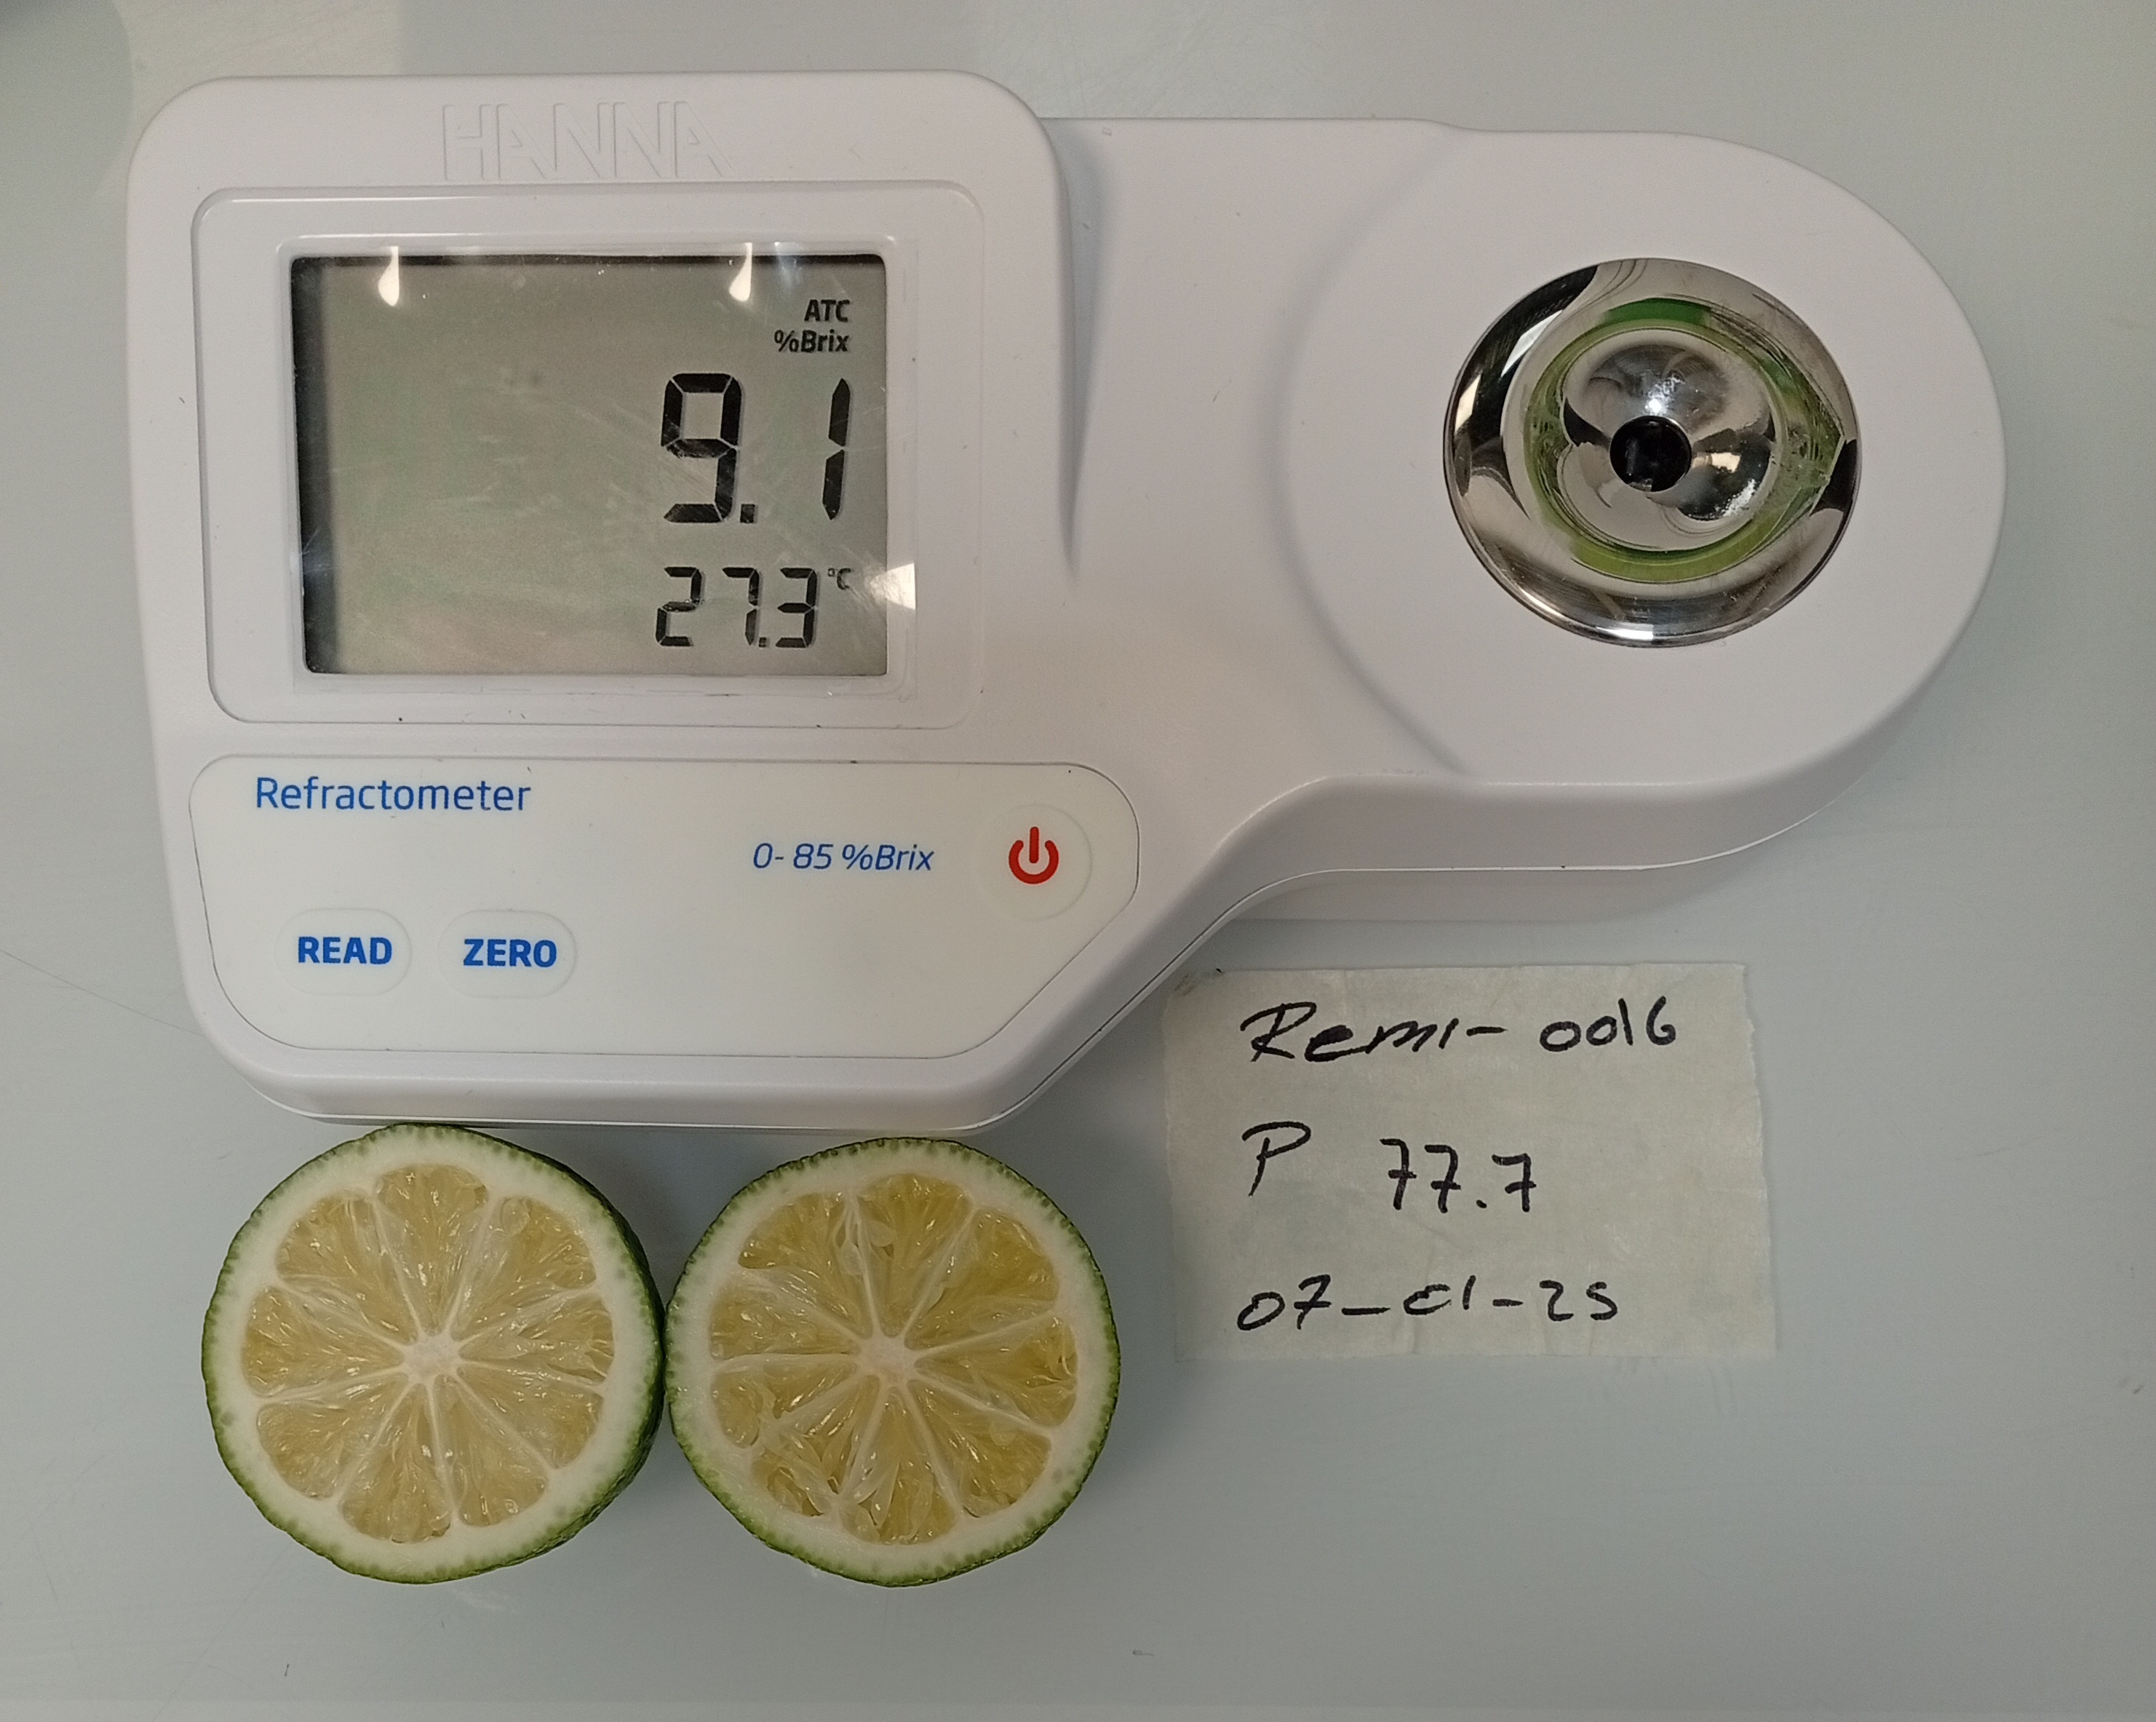 HANNA
ATC
%Brix
9.1
27.3 °C
Refractometer
0-85 %Brix
READ ZERO
Remi-0016
P 77.7
07-01-25